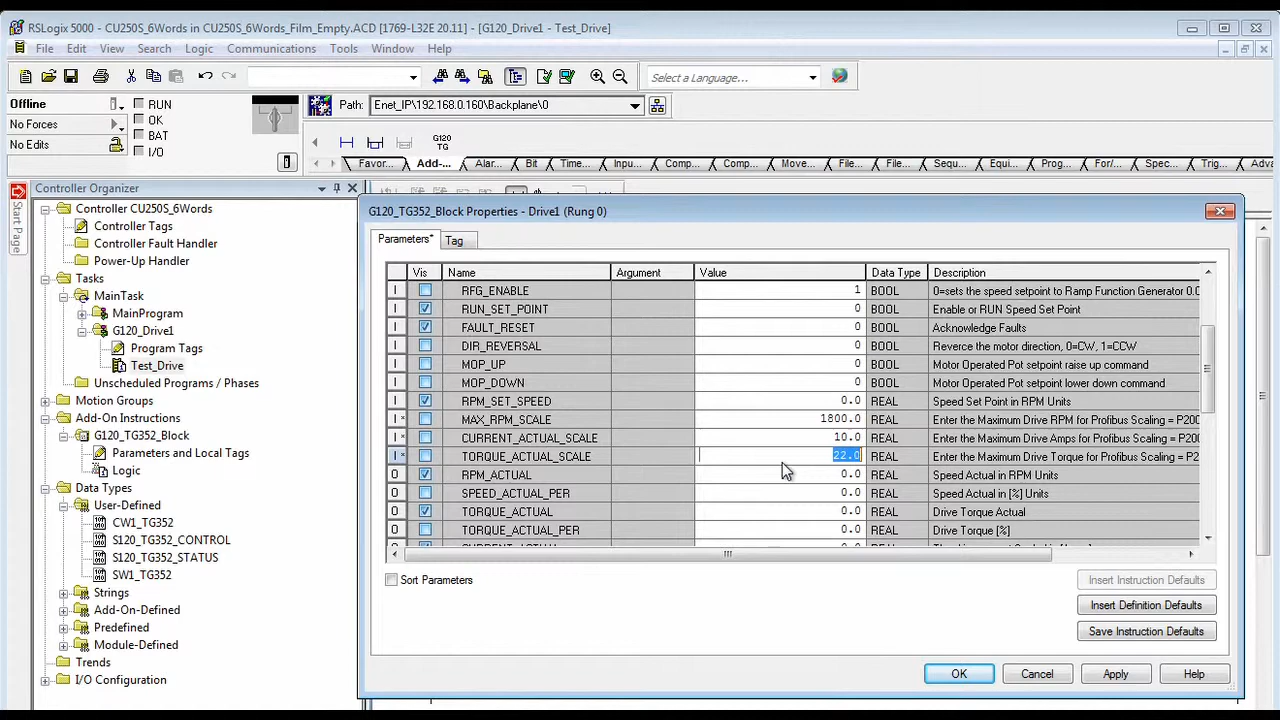 RSLogix 5000 - CU250S_6Words in CU250S_6Words_Film_Empty.ACD [1769-L32E 20.11] - [G120_Drive1 - Test_Drive]
File Edit View Search Logic Communications Tools Window Help
Select a Language...
Offline RUN
No Forces OK
No Edits BAT
I/O
Path: Enet_IP\192.168.0.160\Backplane\0
G120
TG
Favor... Add-... Alar... Bit Time... Inpu... Comp... Comp... Move... File... File... Sequ... Equi... Prog... For/... Spec... Trig... Adva
Start Page
Controller Organizer
Controller CU250S_6Words
Controller Tags
Controller Fault Handler
Power-Up Handler
Tasks
MainTask
MainProgram
G120_Drive1
Program Tags
Test_Drive
Unscheduled Programs / Phases
Motion Groups
Add-On Instructions
G120_TG352_Block
Parameters and Local Tags
Logic
Data Types
User-Defined
CW1_TG352
S120_TG352_CONTROL
S120_TG352_STATUS
SW1_TG352
Strings
Add-On-Defined
Predefined
Module-Defined
Trends
I/O Configuration
G120_TG352_Block Properties - Drive1 (Rung 0)
Parameters* Tag
Vis Name Argument Value Data Type Description
I RFG_ENABLE 1 BOOL 0=sets the speed setpoint to Ramp Function Generator 0.0
I RUN_SET_POINT 0 BOOL Enable or RUN Speed Set Point
I FAULT_RESET 0 BOOL Acknowledge Faults
I DIR_REVERSAL 0 BOOL Reverce the motor direction, 0=CW, 1=CCW
I MOP_UP 0 BOOL Motor Operated Pot setpoint raise up command
I MOP_DOWN 0 BOOL Motor Operated Pot setpoint lower down command
I RPM_SET_SPEED 0.0 REAL Speed Set Point in RPM Units
I * MAX_RPM_SCALE 1800.0 REAL Enter the Maximum Drive RPM for Profibus Scaling = P200
I * CURRENT_ACTUAL_SCALE 10.0 REAL Enter the Maximum Drive Amps for Profibus Scaling = P200
I * TORQUE_ACTUAL_SCALE 22.0 REAL Enter the Maximum Drive Torque for Profibus Scaling = P2
O RPM_ACTUAL 0.0 REAL Speed Actual in RPM Units
O SPEED_ACTUAL_PER 0.0 REAL Speed Actual in [%] Units
O TORQUE_ACTUAL 0.0 REAL Drive Torque Actual
O TORQUE_ACTUAL_PER 0.0 REAL Drive Torque [%]
Sort Parameters
Insert Instruction Defaults
Insert Definition Defaults
Save Instruction Defaults
OK Cancel Apply Help